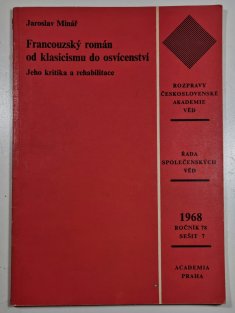 Jaroslav Minář
Francouzský román
od klasicismu do osvícenství
Jeho kritika a rehabilitace
ROZPRAVY
ČESKOSLOVENSKÉ
AKADEMIE
VĚD
ŘADA
SPOLEČENSKÝCH
VĚD
1968
ROČNÍK 78
SEŠIT 7
ACADEMIA
PRAHA